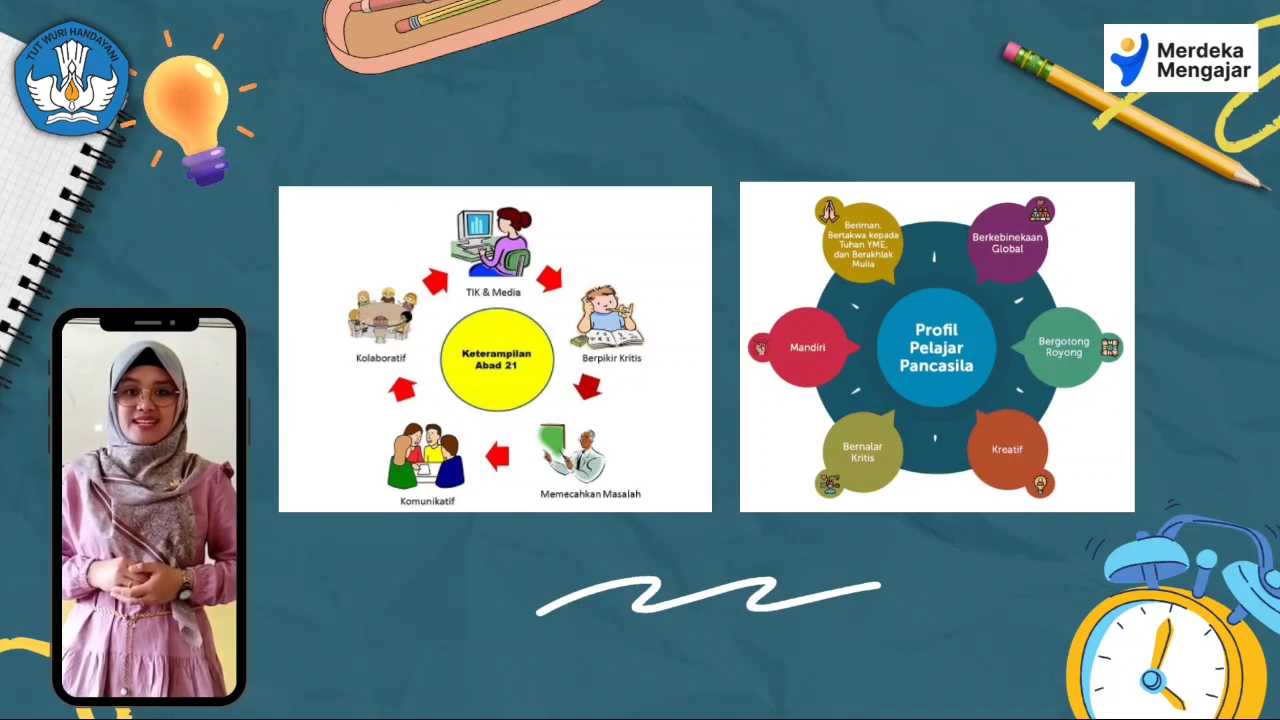 TUT WURI HANDAYANI
Merdeka
Mengajar
TIK & Media
Kolaboratif
Keterampilan
Abad 21
Berpikir Kritis
Komunikatif
Memecahkan Masalah
Beriman,
Bertakwa kepada
Tuhan YME,
dan Berakhlak
Mulia
Berkebinekaan
Global
Mandiri
Profil
Pelajar
Pancasila
Bergotong
Royong
Bernalar
Kritis
Kreatif